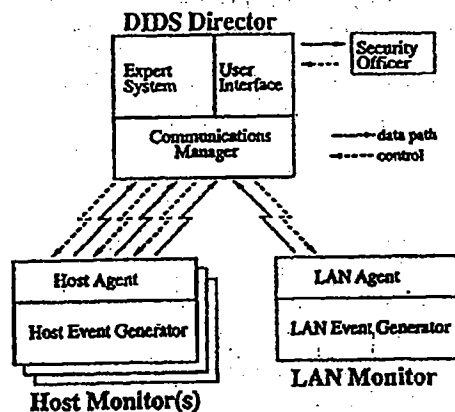 DIDS Director
Expert
System
User
Interface
Security
Officer
Communications
Manager
data path
control
Host Agent
Host Event Generator
Host Monitor(s)
LAN Agent
LAN Event Generator
LAN Monitor